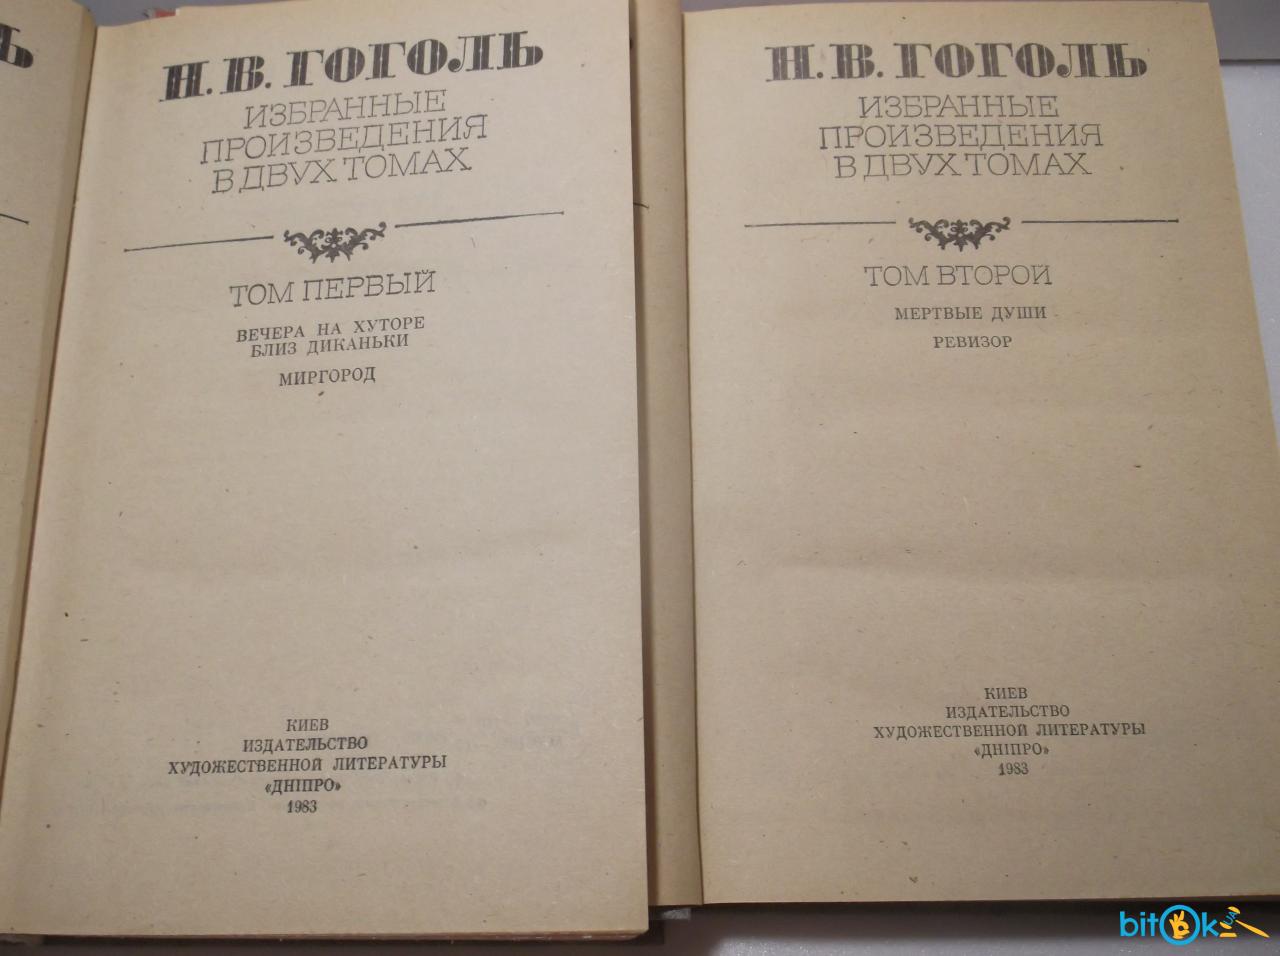 Ь
Н. В. ГОГОЛЬ
ИЗБРАННЫЕ
ПРОИЗВЕДЕНИЯ
В ДВУХ ТОМАХ
ТОМ ПЕРВЫЙ
ВЕЧЕРА НА ХУТОРЕ
БЛИЗ ДИКАНЬКИ
МИРГОРОД
КИЕВ
ИЗДАТЕЛЬСТВО
ХУДОЖЕСТВЕННОЙ ЛИТЕРАТУРЫ
«ДНІПРО»
1983
Н. В. ГОГОЛЬ
ИЗБРАННЫЕ
ПРОИЗВЕДЕНИЯ
В ДВУХ ТОМАХ
ТОМ ВТОРОЙ
МЕРТВЫЕ ДУШИ
РЕВИЗОР
КИЕВ
ИЗДАТЕЛЬСТВО
ХУДОЖЕСТВЕННОЙ ЛИТЕРАТУРЫ
«ДНІПРО»
1983
bitok UA